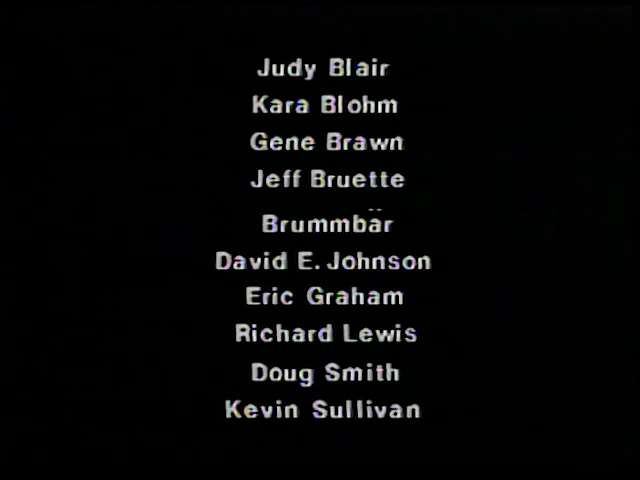 Judy Blair
Kara Blohm
Gene Brawn
Jeff Bruette
Brummbär
David E. Johnson
Eric Graham
Richard Lewis
Doug Smith
Kevin Sullivan